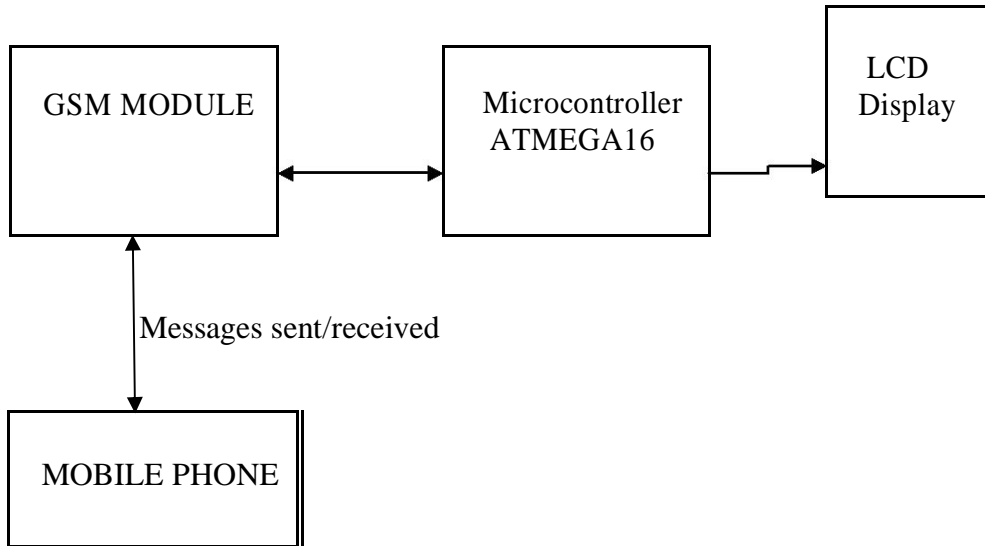 GSM MODULE
Microcontroller
ATMEGA16
LCD
Display
Messages sent/received
MOBILE PHONE